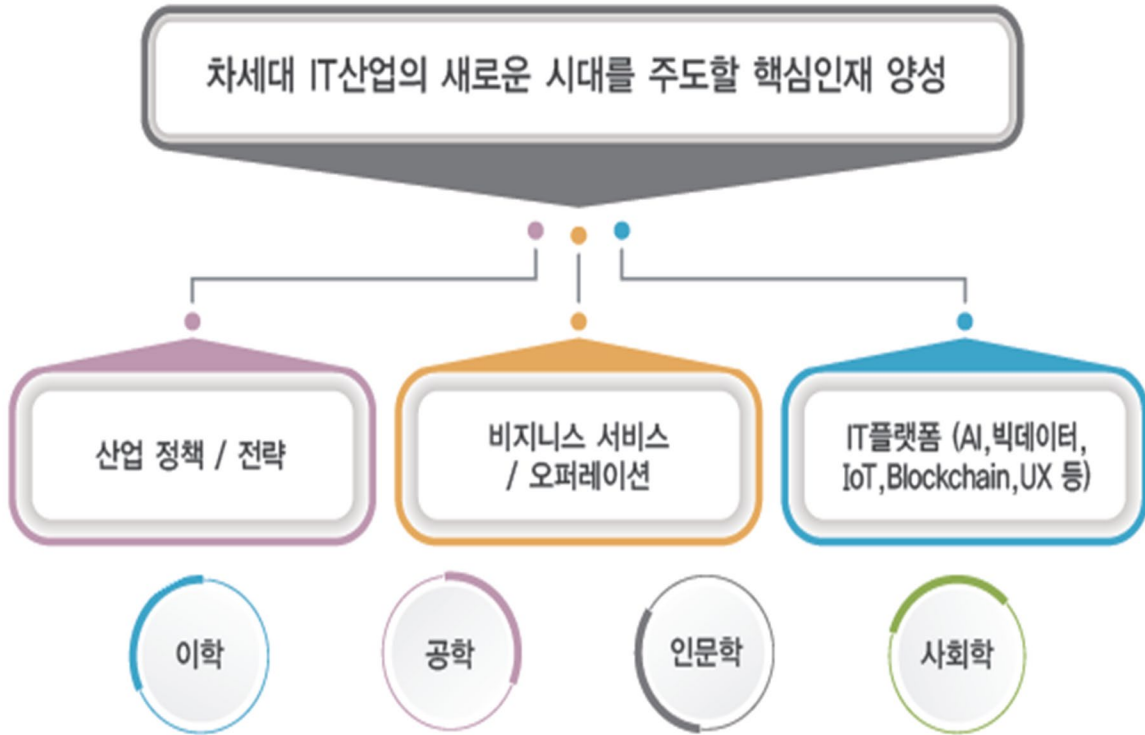 차세대 IT산업의 새로운 시대를 주도할 핵심인재 양성
산업 정책 / 전략
비지니스 서비스
/ 오퍼레이션
IT플랫폼 (AI,빅데이터,
IoT,Blockchain,UX 등)
이학
공학
인문학
사회학